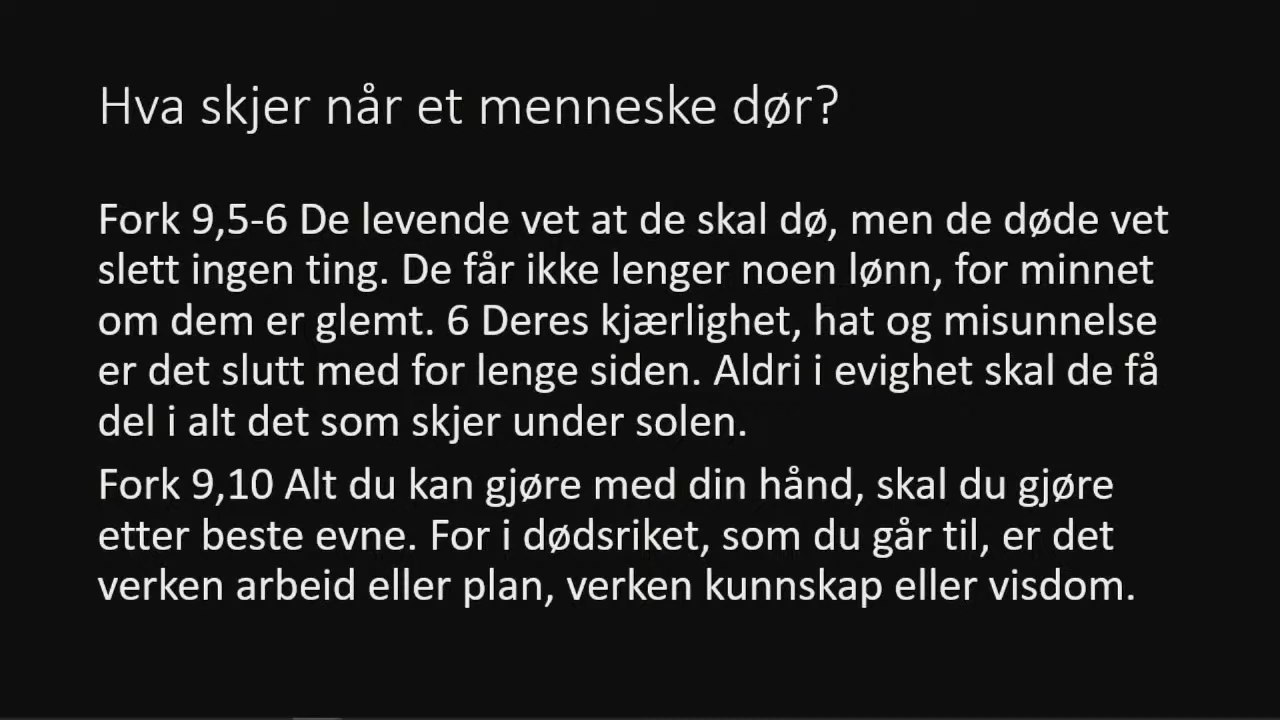 Hva skjer når et menneske dør?
Fork 9,5-6 De levende vet at de skal dø, men de døde vet
slett ingen ting. De får ikke lenger noen lønn, for minnet
om dem er glemt. 6 Deres kjærlighet, hat og misunnelse
er det slutt med for lenge siden. Aldri i evighet skal de få
del i alt det som skjer under solen.
Fork 9,10 Alt du kan gjøre med din hånd, skal du gjøre
etter beste evne. For i dødsriket, som du går til, er det
verken arbeid eller plan, verken kunnskap eller visdom.